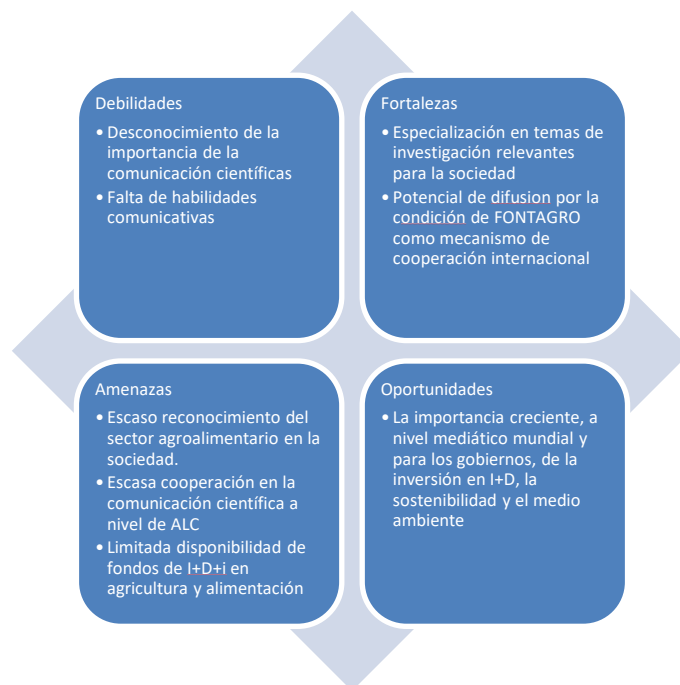 Debilidades
• Desconocimiento de la
importancia de la
comunicación científicas
• Falta de habilidades
comunicativas
Fortalezas
• Especialización en temas de
investigación relevantes
para la sociedad
• Potencial de difusion por la
condición de FONTAGRO
como mecanismo de
cooperación internacional
Amenazas
• Escaso reconocimiento del
sector agroalimentario en la
sociedad.
• Escasa cooperación en la
comunicación científica a
nivel de ALC
• Limitada disponibilidad de
fondos de I+D+i en
agricultura y alimentación
Oportunidades
• La importancia creciente, a
nivel mediático mundial y
para los gobiernos, de la
inversión en I+D, la
sostenibilidad y el medio
ambiente